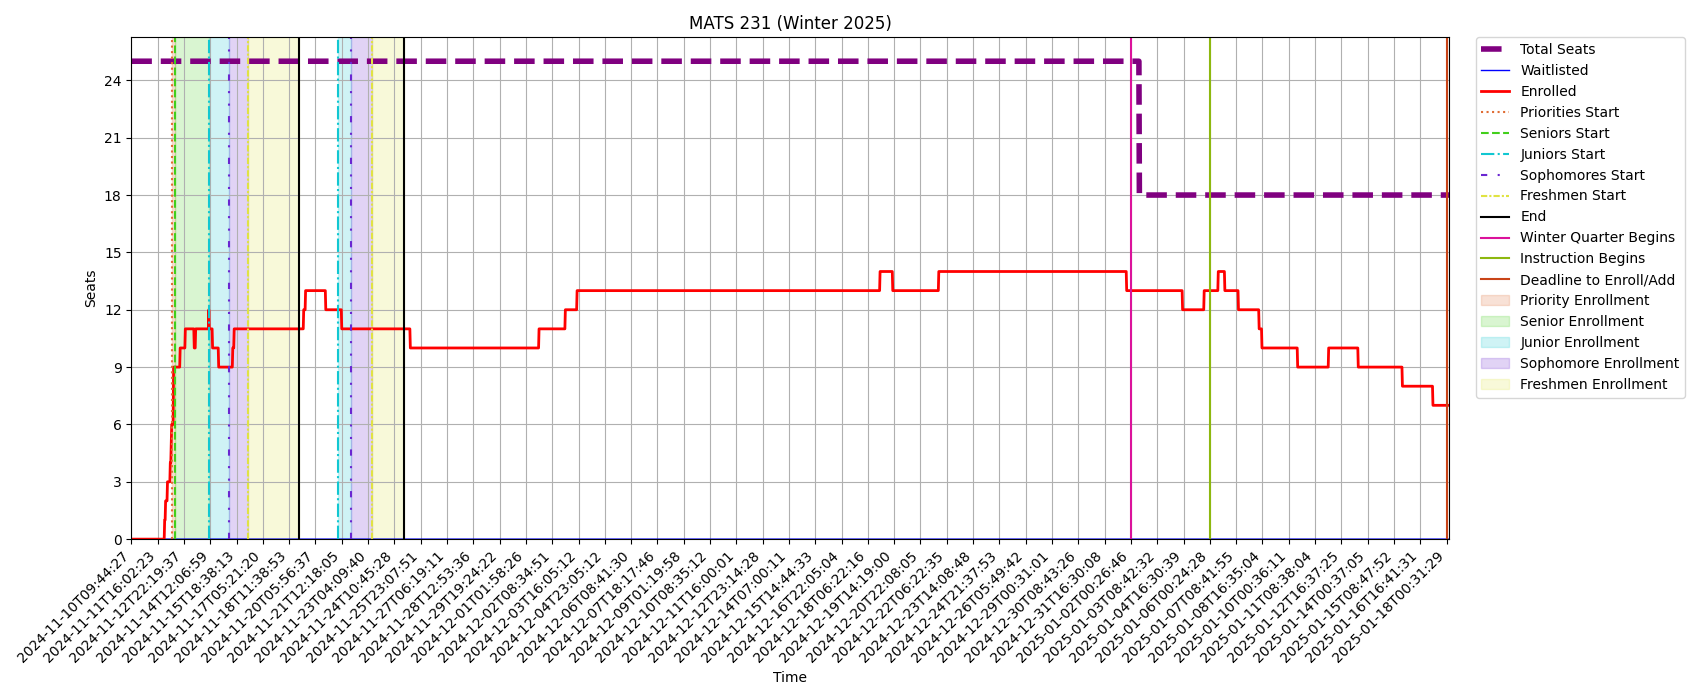 MATS 231 (Winter 2025)
Seats
24
21
18
15
12
9
6
3
0
2024-11-10T09:44:27
2024-11-11T16:02:23
2024-11-12T22:19:37
2024-11-14T12:06:59
2024-11-15T18:38:13
2024-11-17T05:21:20
2024-11-18T11:38:53
2024-11-20T05:56:37
2024-11-21T12:18:05
2024-11-23T04:09:40
2024-11-24T10:45:28
2024-11-25T23:07:51
2024-11-27T06:19:11
2024-11-28T12:53:36
2024-11-29T19:24:22
2024-12-01T01:58:26
2024-12-02T08:34:51
2024-12-03T16:05:12
2024-12-04T23:05:12
2024-12-06T08:41:30
2024-12-07T18:17:46
2024-12-09T01:19:58
2024-12-10T08:35:12
2024-12-11T16:00:01
2024-12-12T23:14:28
2024-12-14T07:00:11
2024-12-15T14:44:33
2024-12-16T22:05:04
2024-12-18T06:22:16
2024-12-19T14:19:00
2024-12-20T22:08:05
2024-12-22T06:22:35
2024-12-23T14:08:48
2024-12-24T21:37:53
2024-12-26T05:49:42
2024-12-29T00:31:01
2024-12-30T08:43:26
2024-12-31T16:30:08
2025-01-02T00:26:46
2025-01-03T08:42:32
2025-01-04T16:30:39
2025-01-06T00:24:28
2025-01-07T08:41:55
2025-01-08T16:35:04
2025-01-10T00:36:11
2025-01-11T08:38:04
2025-01-12T16:37:25
2025-01-14T00:37:05
2025-01-15T08:47:52
2025-01-16T16:41:31
2025-01-18T00:31:29
Time
Total Seats
Waitlisted
Enrolled
Priorities Start
Seniors Start
Juniors Start
Sophomores Start
Freshmen Start
End
Winter Quarter Begins
Instruction Begins
Deadline to Enroll/Add
Priority Enrollment
Senior Enrollment
Junior Enrollment
Sophomore Enrollment
Freshmen Enrollment